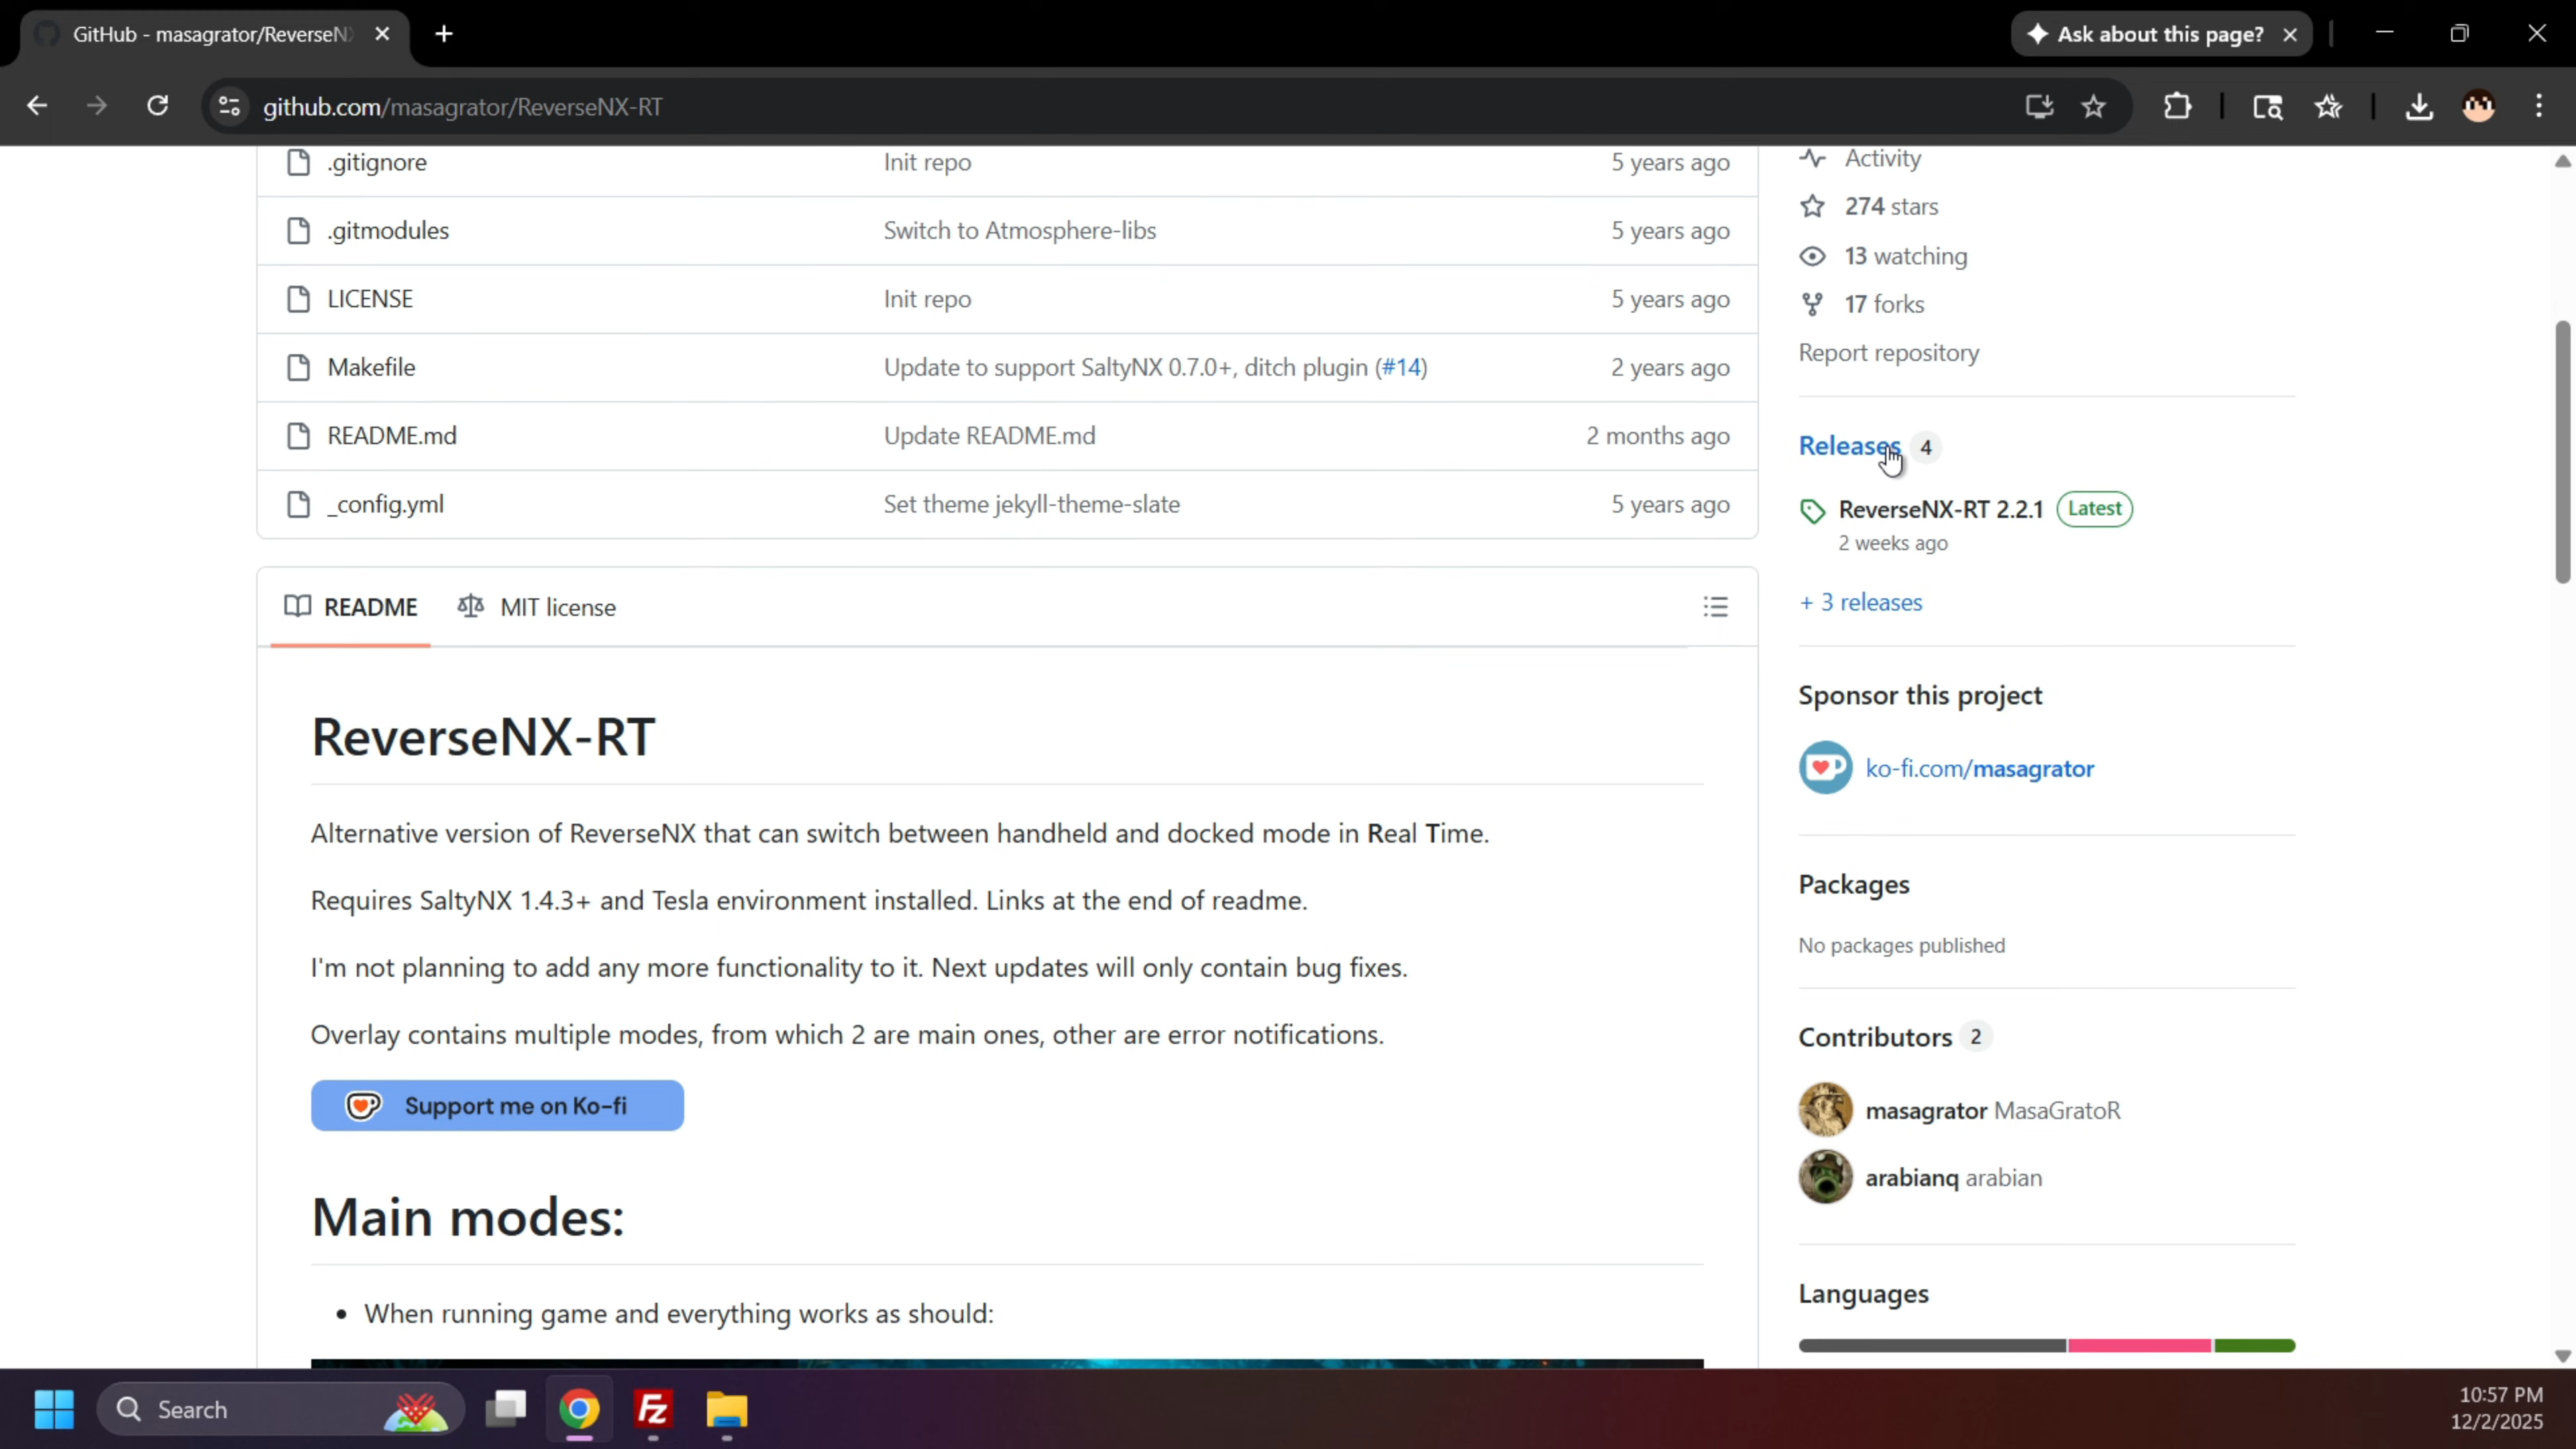 GitHub - masagrator/ReverseN
Ask about this page?
github.com/masagrator/ReverseNX-RT
.gitignore Init repo 5 years ago
.gitmodules Switch to Atmosphere-libs 5 years ago
LICENSE Init repo 5 years ago
Makefile Update to support SaltyNX 0.7.0+, ditch plugin (#14) 2 years ago
README.md Update README.md 2 months ago
_config.yml Set theme jekyll-theme-slate 5 years ago
README MIT license
ReverseNX-RT
Alternative version of ReverseNX that can switch between handheld and docked mode in Real Time.
Requires SaltyNX 1.4.3+ and Tesla environment installed. Links at the end of readme.
I'm not planning to add any more functionality to it. Next updates will only contain bug fixes.
Overlay contains multiple modes, from which 2 are main ones, other are error notifications.
Support me on Ko-fi
Main modes:
• When running game and everything works as should:
Activity
274 stars
13 watching
17 forks
Report repository
Releases 4
ReverseNX-RT 2.2.1 Latest
2 weeks ago
+ 3 releases
Sponsor this project
ko-fi.com/masagrator
Packages
No packages published
Contributors 2
masagrator MasaGratoR
arabianq arabian
Languages
Search
Fz
10:57 PM
12/2/2025